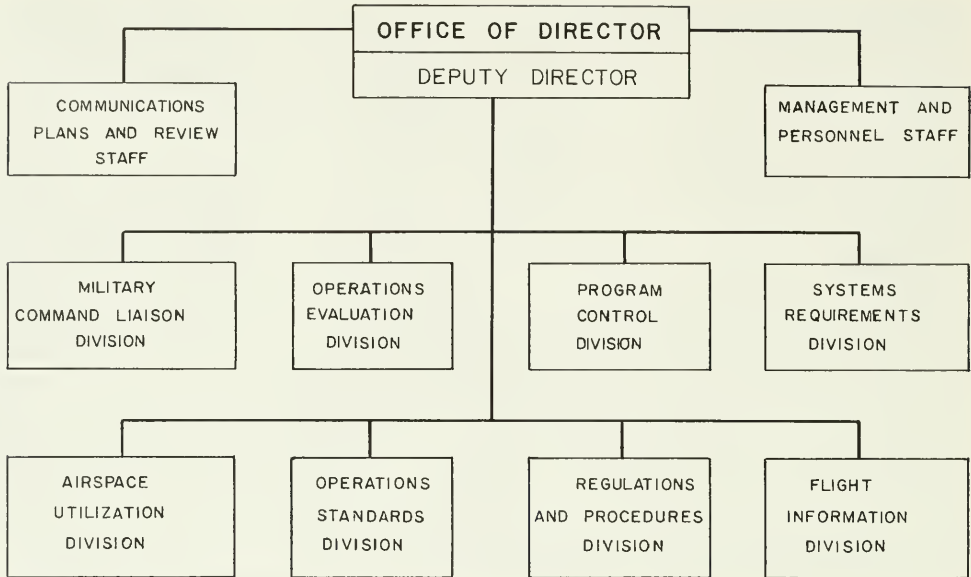 OFFICE OF DIRECTOR
DEPUTY DIRECTOR
COMMUNICATIONS
PLANS AND REVIEW
STAFF
MANAGEMENT AND
PERSONNEL STAFF
MILITARY
COMMAND LIAISON
DIVISION
OPERATIONS
EVALUATION
DIVISION
PROGRAM
CONTROL
DIVISION
SYSTEMS
REQUIREMENTS
DIVISION
AIRSPACE
UTILIZATION
DIVISION
OPERATIONS
STANDARDS
DIVISION
REGULATIONS
AND PROCEDURES
DIVISION
FLIGHT
INFORMATION
DIVISION